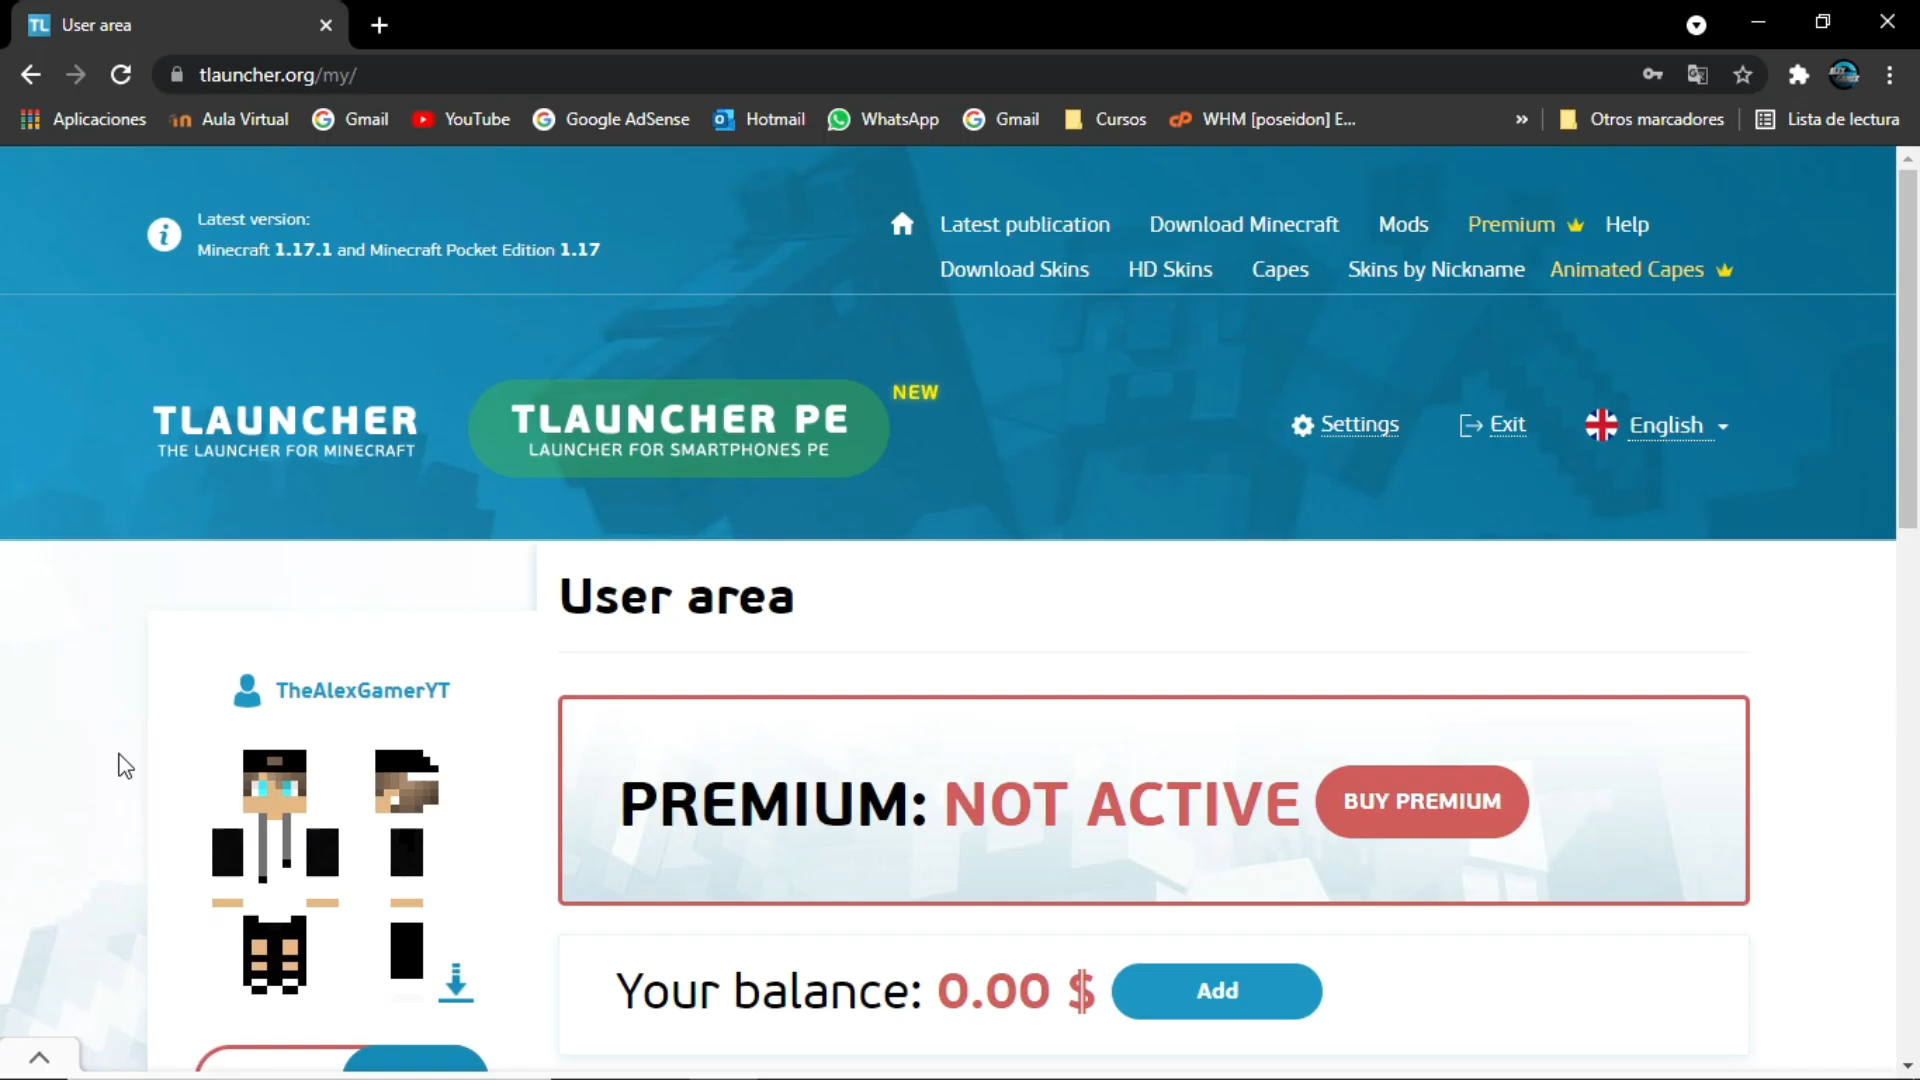 TL User area
tlauncher.org/my/
Aplicaciones Aula Virtual Gmail YouTube Google AdSense Hotmail WhatsApp Gmail Cursos WHM [poseidon] E... » Otros marcadores Lista de lectura
Latest version:
Minecraft 1.17.1 and Minecraft Pocket Edition 1.17
Latest publication Download Minecraft Mods Premium Help
Download Skins HD Skins Capes Skins by Nickname Animated Capes
TLAUNCHER
THE LAUNCHER FOR MINECRAFT
TLAUNCHER PE
LAUNCHER FOR SMARTPHONES PE
NEW
Settings Exit English
User area
TheAlexGamerYT
PREMIUM: NOT ACTIVE BUY PREMIUM
Your balance: 0.00 $ Add